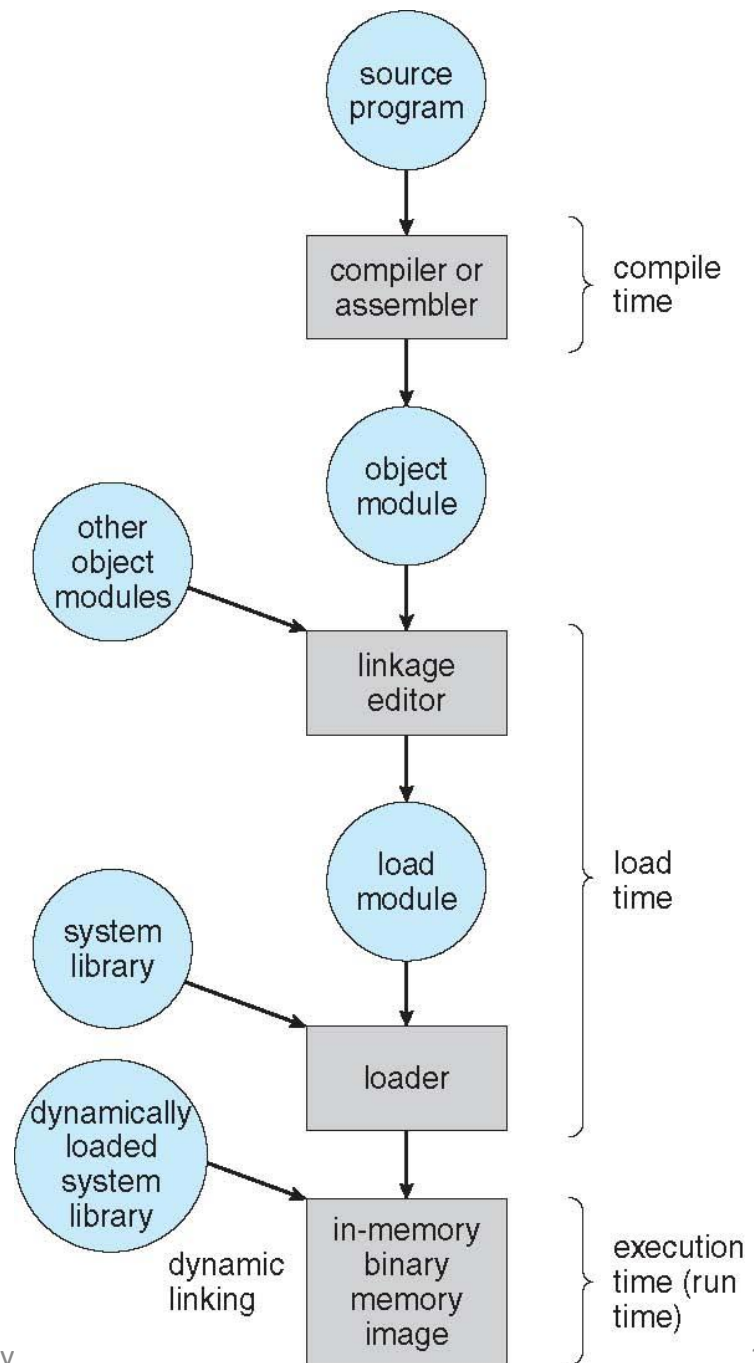 source
program
compiler or
assembler
compile
time
object
module
other
object
modules
linkage
editor
load
module
load
time
system
library
loader
dynamically
loaded
system
library
dynamic
linking
in-memory
binary
memory
image
execution
time (run
time)